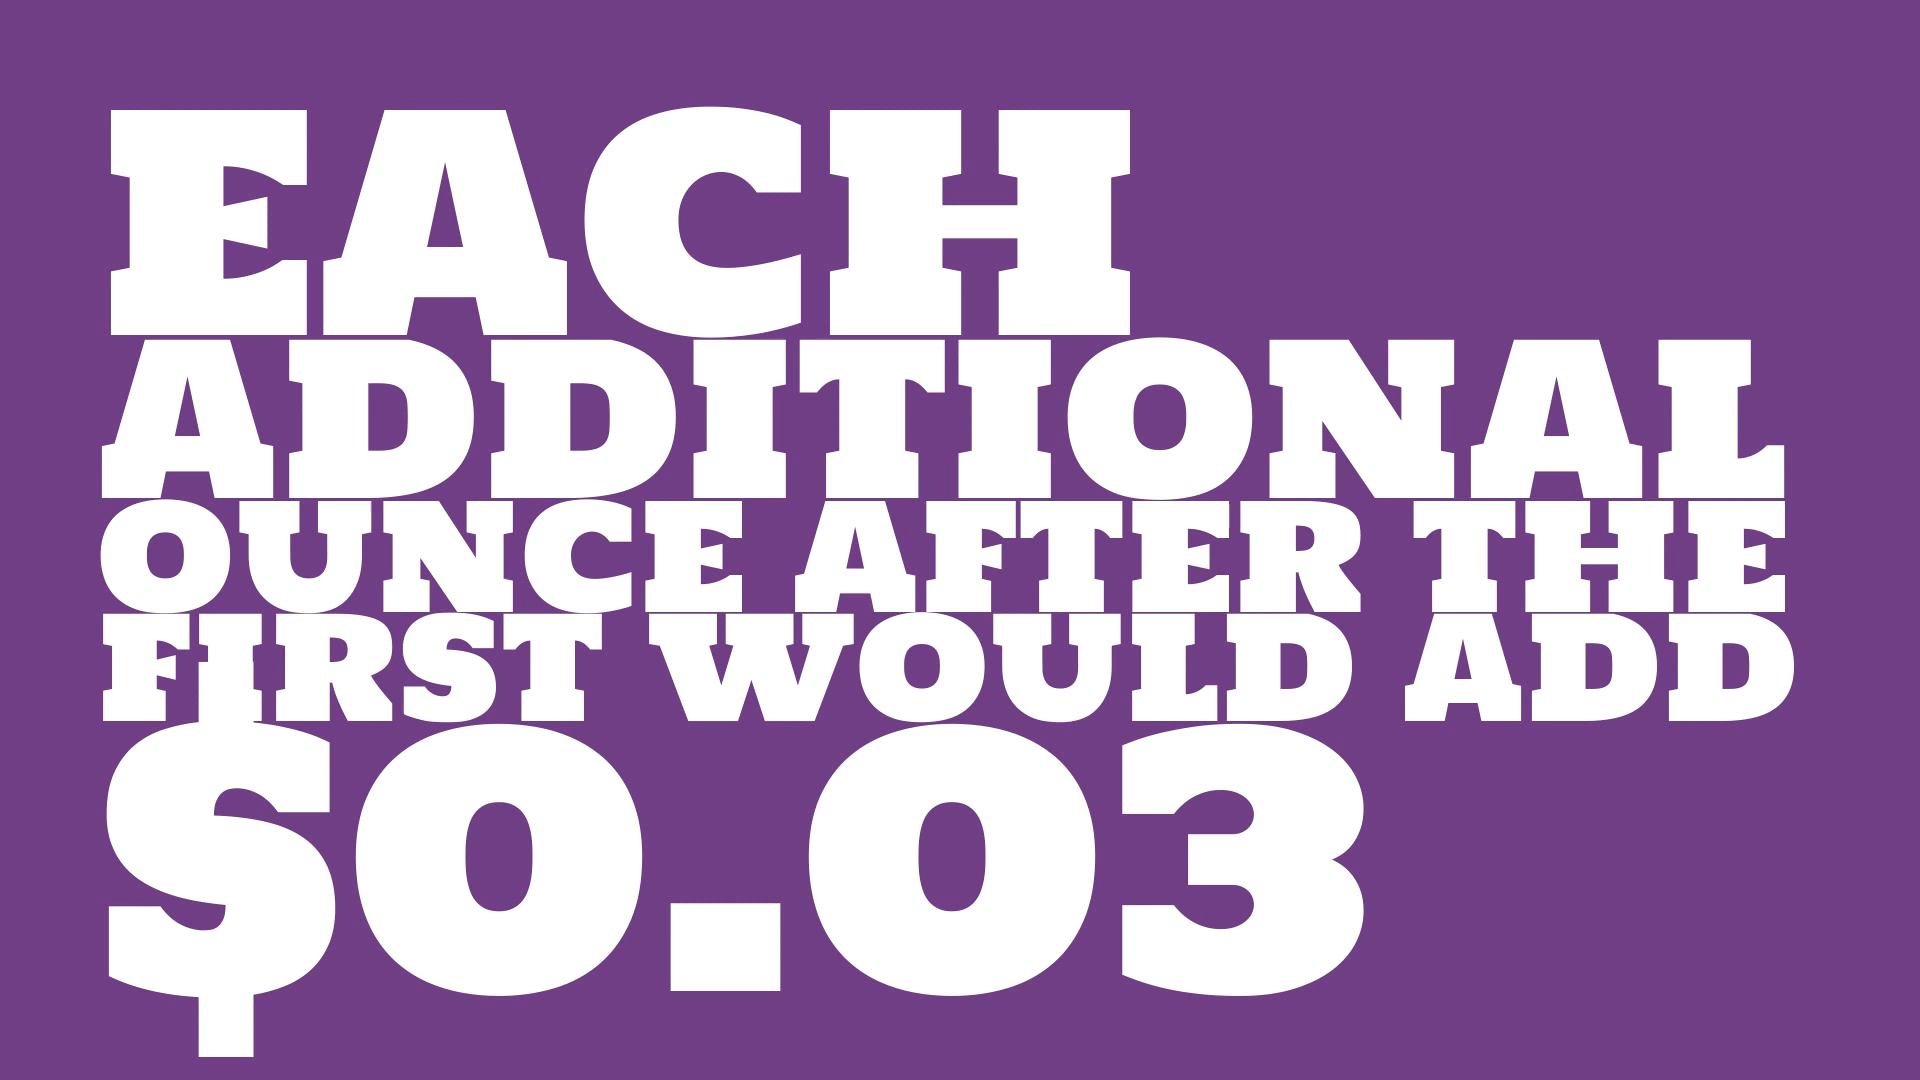 EACH
ADDITIONAL
OUNCE AFTER THE
FIRST WOULD ADD
$0.03